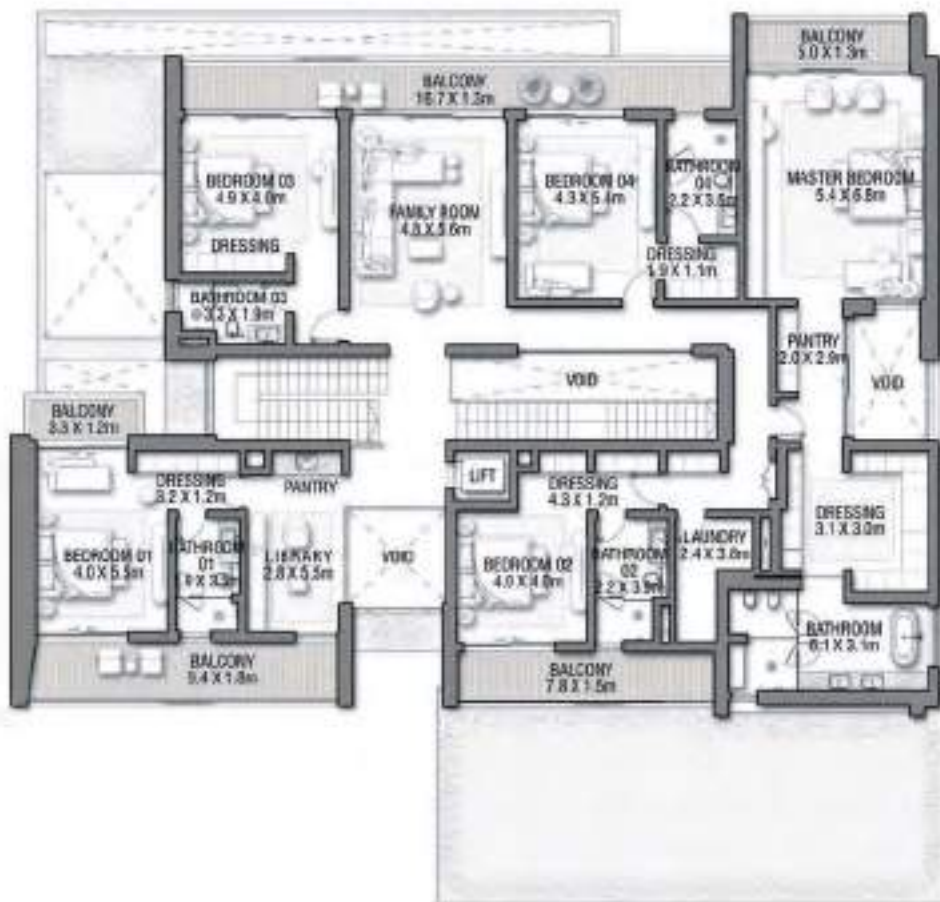 BALCONY
5.0 X 1.3m
BALCONY
16.7 X 1.3m
BEDROOM 03
4.9 X 4.0m
DRESSING
FAMILY ROOM
4.8 X 5.6m
BEDROOM 04
4.3 X 5.4m
BATHROOM
04
2.2 X 3.5m
MASTER BEDROOM
5.4 X 6.8m
DRESSING
1.9 X 1.1m
BATHROOM 03
3.3 X 1.9m
PANTRY
2.0 X 2.9m
VOID
VOID
BALCONY
3.3 X 1.2m
DRESSING
3.2 X 1.2m
PANTRY
LIFT
DRESSING
4.3 X 1.2m
DRESSING
3.1 X 3.0m
BEDROOM 01
4.0 X 5.5m
BATHROOM
01
LIBRARY
2.8 X 5.5m
VOID
BEDROOM 02
4.0 X 4.0m
BATHROOM
02
LAUNDRY
2.4 X 3.8m
BATHROOM
6.1 X 3.1m
BALCONY
9.4 X 1.8m
BALCONY
7.8 X 1.5m